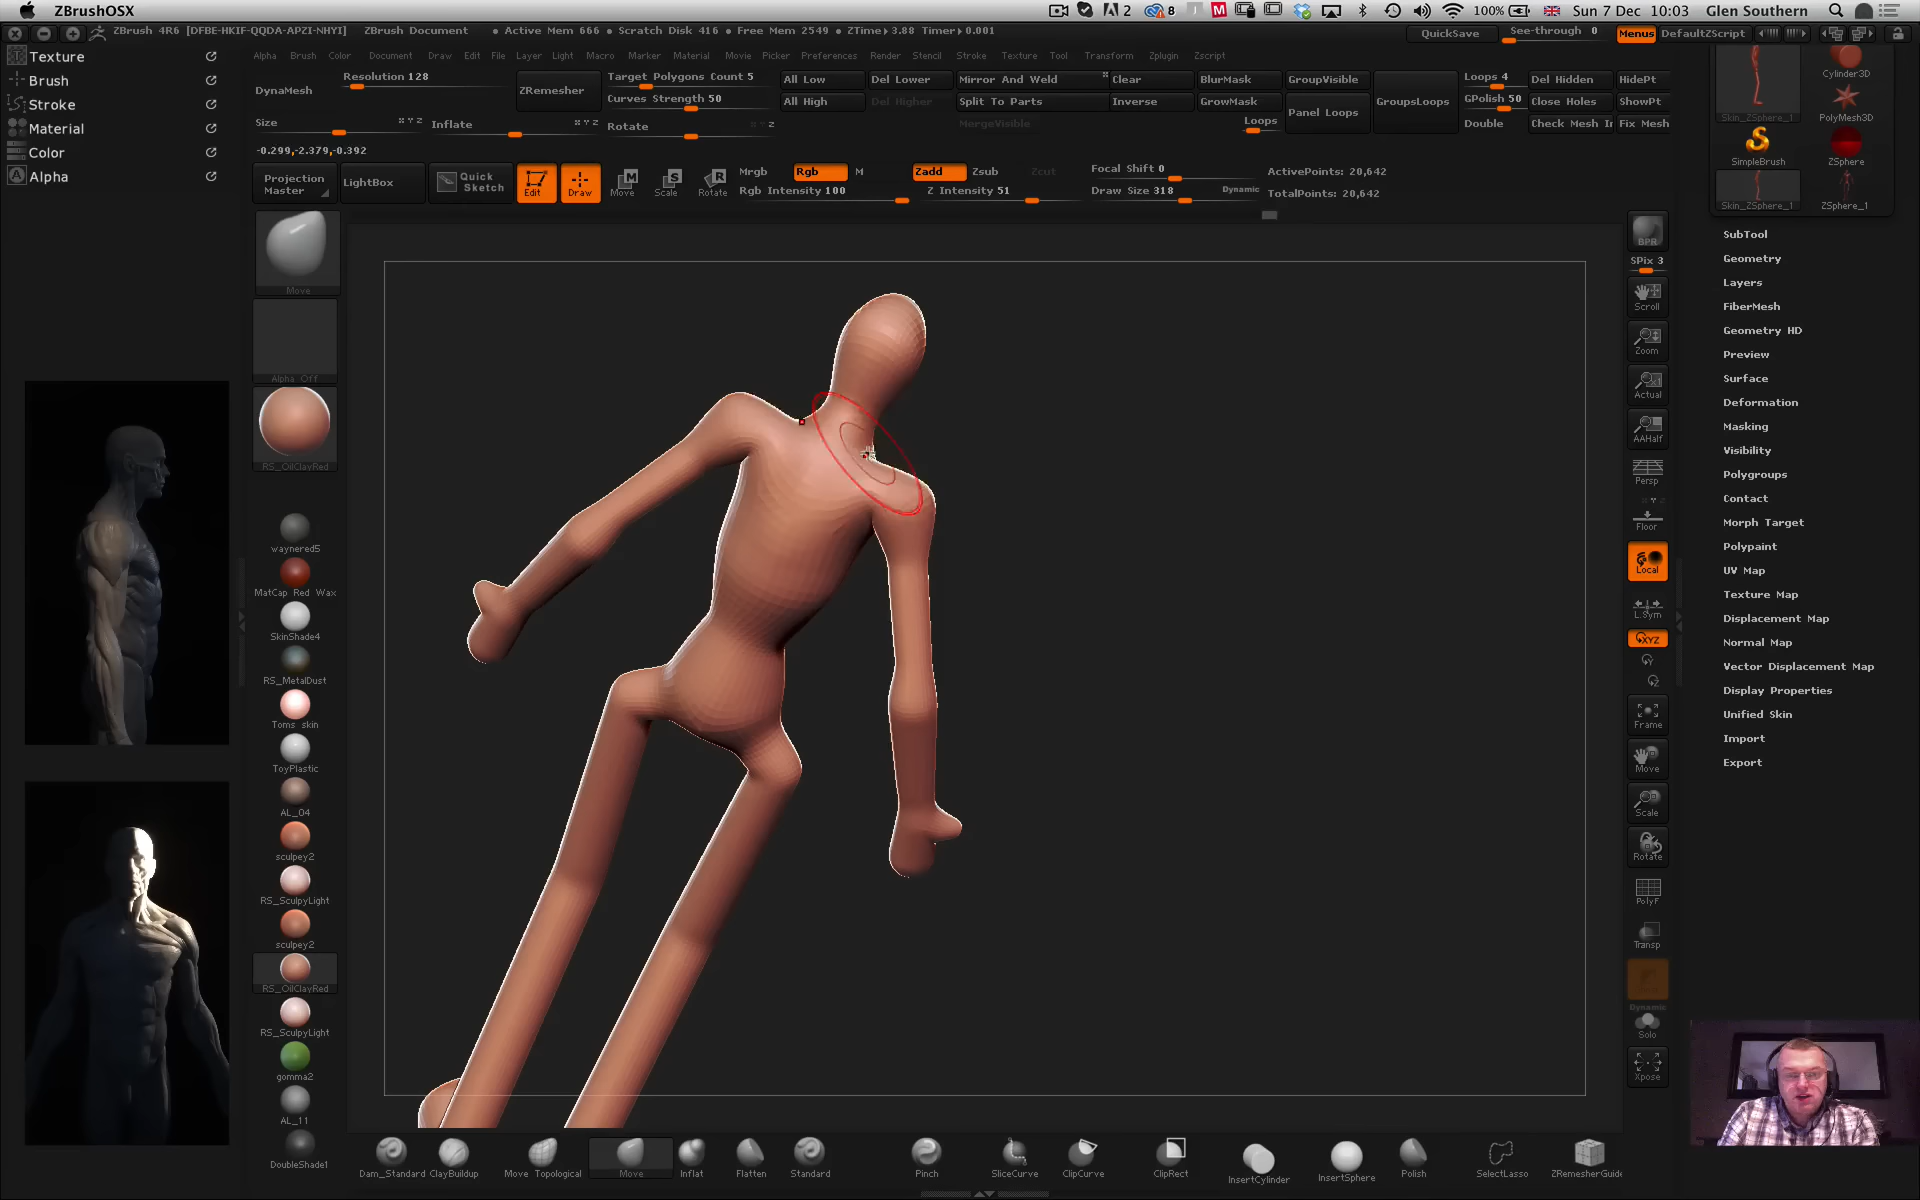 ZBrushOSX
2
8
100%
Sun 7 Dec 10:03
Glen Southern
ZBrush 4R6 [DFBE-HKIF-QQDA-APZI-NHYI]
ZBrush Document
• Active Mem 666 • Scratch Disk 416 • Free Mem 2549 • ZTime▸3.88 Timer▸0.001
QuickSave
See-through 0
Menus
DefaultZScript
Texture
Brush
Stroke
Material
Color
Alpha
Alpha Brush Color Document Draw Edit File Layer Light Macro Marker Material Movie Picker Preferences Render Stencil Stroke Texture Tool Transform Zplugin Zscript
DynaMesh
Resolution 128
Size
X Y Z
Inflate
X Y Z
ZRemesher
Target Polygons Count 5
Curves Strength 50
Rotate
All Low
All High
Del Lower
Del Higher
Mirror And Weld
Split To Parts
MergeVisible
Clear
Inverse
BlurMask
GrowMask
Loops
GroupVisible
Panel Loops
GroupsLoops
Loops 4
GPolish 50
Double
Del Hidden
Close Holes
Check Mesh In
HidePt
ShowPt
Fix Mesh
-0.299,-2.379,-0.392
Projection
Master
LightBox
Quick
Sketch
Edit
Draw
Move
Scale
Rotate
Mrgb
Rgb
M
Rgb Intensity 100
Zadd
Zsub
Zcut
Z Intensity 51
Focal Shift 0
Draw Size 318
Dynamic
ActivePoints: 20,642
TotalPoints: 20,642
Move
Alpha Off
RS_OilClayRed
waynered5
MatCap Red Wax
SkinShade4
RS_MetalDust
Toms skin
ToyPlastic
AL_04
sculpey2
RS_SculpyLight
sculpey2
RS_OilClayRed
RS_SculpyLight
gomma2
AL_11
DoubleShade1
BPR
SPix 3
Scroll
Zoom
Actual
AAHalf
Persp
Floor
Local
L.Sym
XYZ
Frame
Move
Scale
Rotate
PolyF
Transp
Dynamic
Solo
Xpose
Skin_ZSphere_1
Cylinder3D
PolyMesh3D
SimpleBrush
ZSphere
Skin_ZSphere_1
ZSphere_1
SubTool
Geometry
Layers
FiberMesh
Geometry HD
Preview
Surface
Deformation
Masking
Visibility
Polygroups
Contact
Morph Target
Polypaint
UV Map
Texture Map
Displacement Map
Normal Map
Vector Displacement Map
Display Properties
Unified Skin
Import
Export
Dam_Standard ClayBuildup Move Topological Move Inflat Flatten Standard Pinch SliceCurve ClipCurve ClipRect InsertCylinder InsertSphere Polish SelectLasso ZRemesherGuide